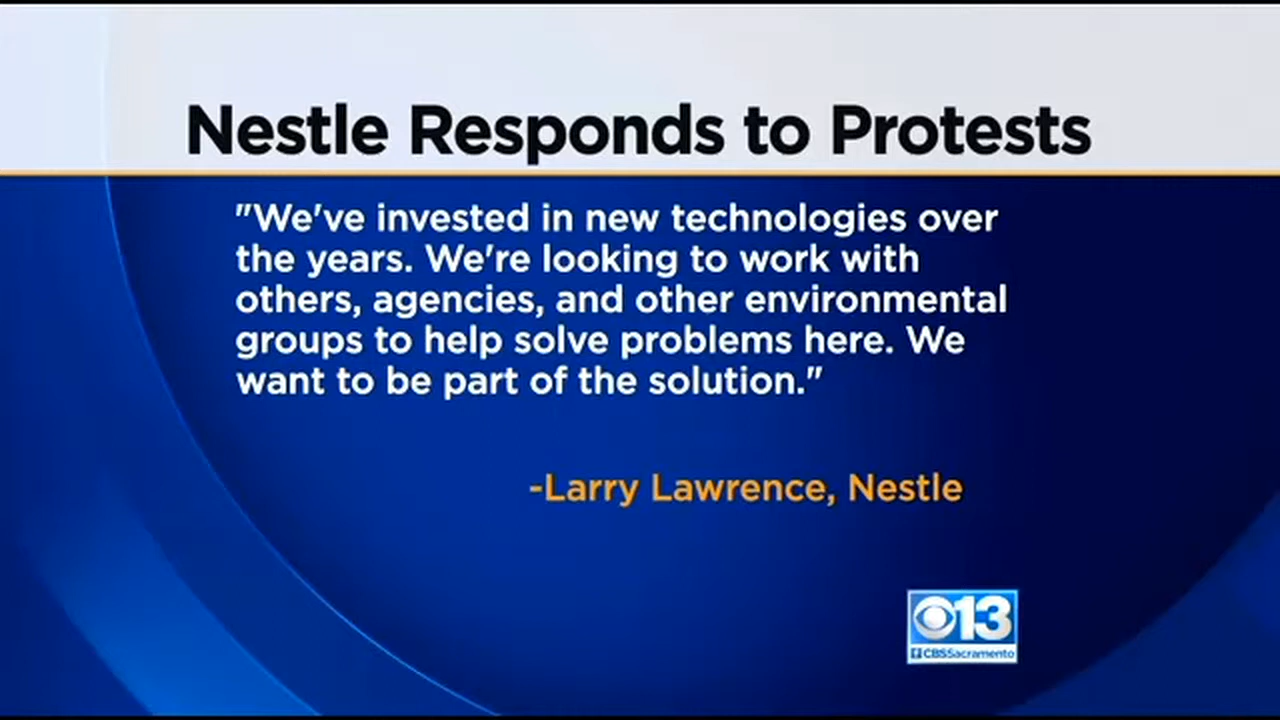 Nestle Responds to Protests
"We've invested in new technologies over
the years. We're looking to work with
others, agencies, and other environmental
groups to help solve problems here. We
want to be part of the solution."
-Larry Lawrence, Nestle
13
CBSSacramento